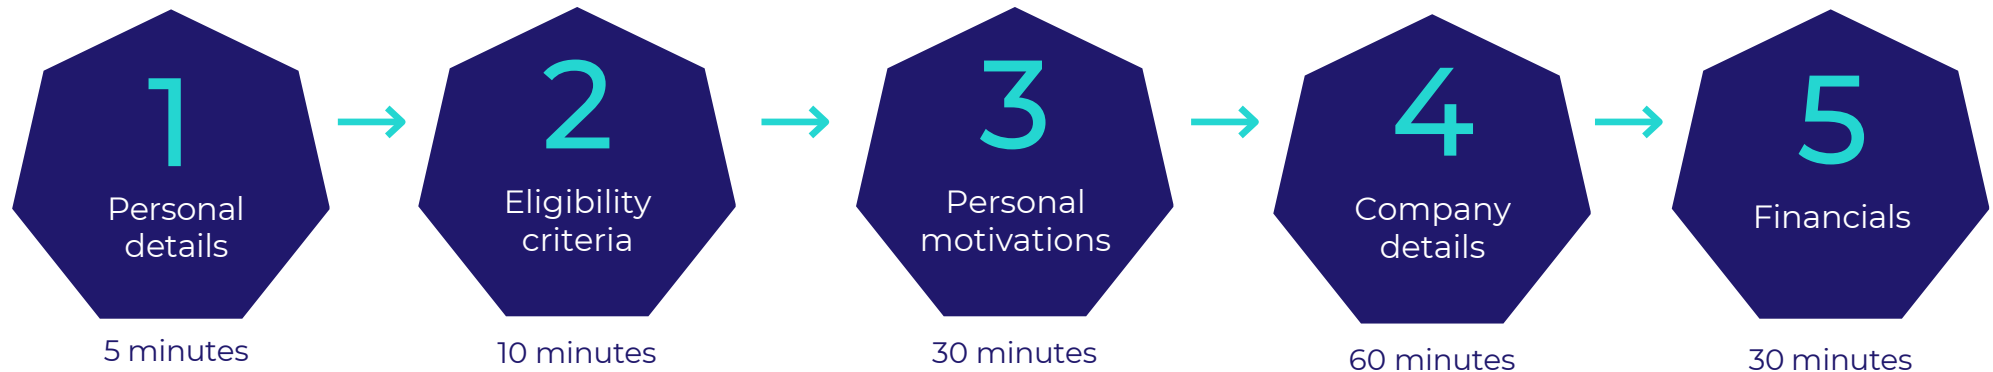 1
Personal
details
5 minutes
2
Eligibility
criteria
10 minutes
3
Personal
motivations
30 minutes
4
Company
details
60 minutes
5
Financials
30 minutes